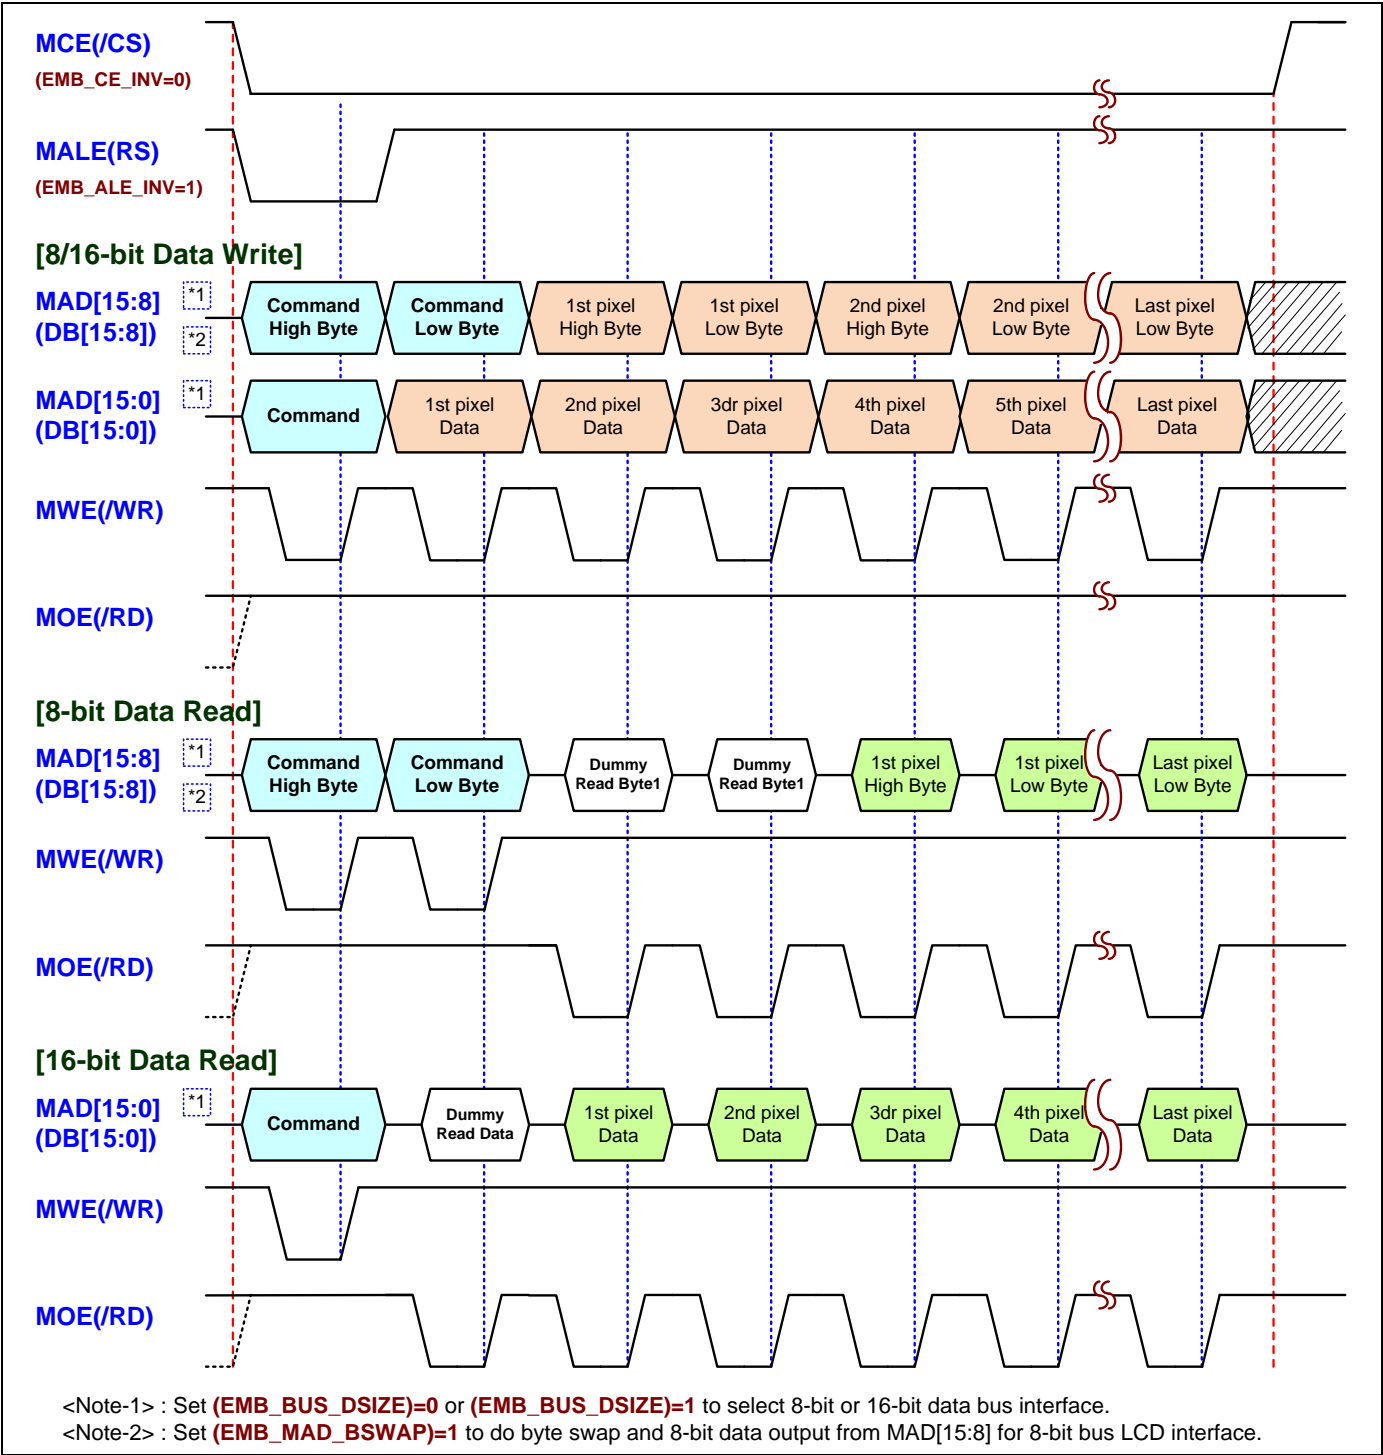 MCE(/CS)
(EMB_CE_INV=0)
MALE(RS)
(EMB_ALE_INV=1)
[8/16-bit Data Write]
MAD[15:8] *1
(DB[15:8]) *2
Command High Byte
Command Low Byte
1st pixel High Byte
1st pixel Low Byte
2nd pixel High Byte
2nd pixel Low Byte
Last pixel Low Byte
MAD[15:0] *1
(DB[15:0])
Command
1st pixel Data
2nd pixel Data
3dr pixel Data
4th pixel Data
5th pixel Data
Last pixel Data
MWE(/WR)
MOE(/RD)
[8-bit Data Read]
MAD[15:8] *1
(DB[15:8]) *2
Command High Byte
Command Low Byte
Dummy Read Byte1
Dummy Read Byte1
1st pixel High Byte
1st pixel Low Byte
Last pixel Low Byte
MWE(/WR)
MOE(/RD)
[16-bit Data Read]
MAD[15:0] *1
(DB[15:0])
Command
Dummy Read Data
1st pixel Data
2nd pixel Data
3dr pixel Data
4th pixel Data
Last pixel Data
MWE(/WR)
MOE(/RD)
<Note-1> : Set (EMB_BUS_DSIZE)=0 or (EMB_BUS_DSIZE)=1 to select 8-bit or 16-bit data bus interface.
<Note-2> : Set (EMB_MAD_BSWAP)=1 to do byte swap and 8-bit data output from MAD[15:8] for 8-bit bus LCD interface.